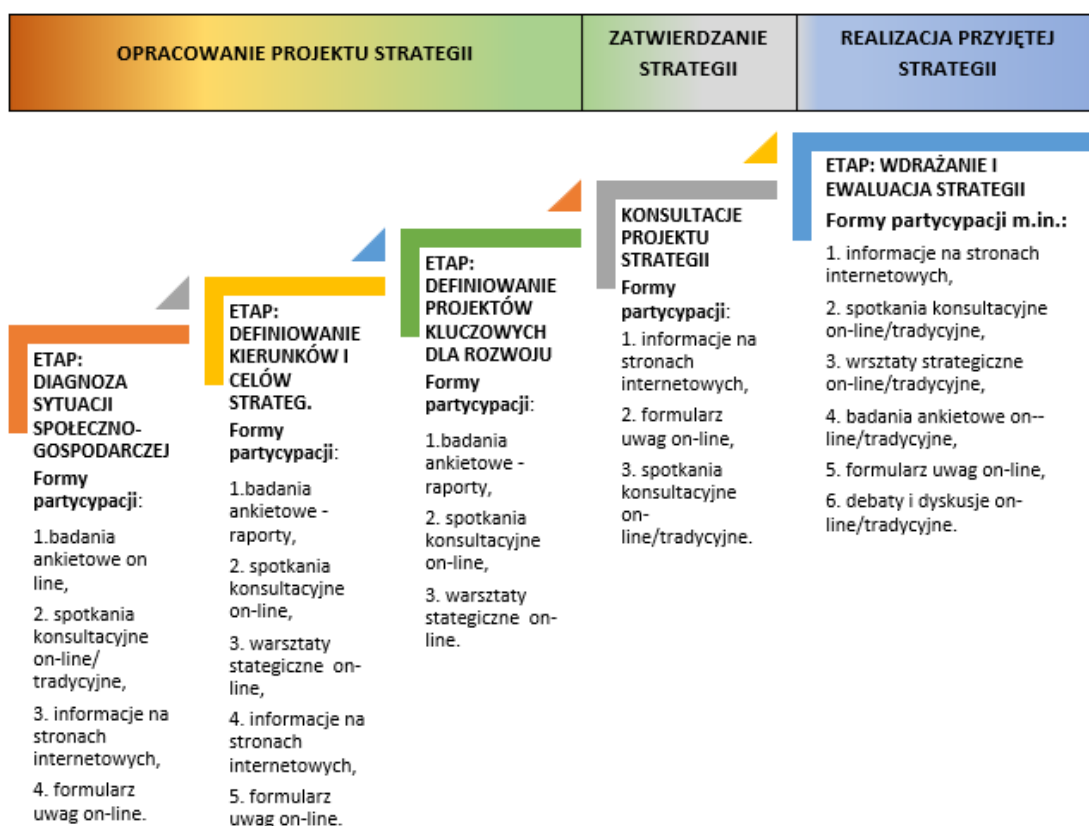 OPRACOWANIE PROJEKTU STRATEGII
ZATWIERDZANIE
STRATEGII
REALIZACJA PRZYJĘTEJ
STRATEGII
ETAP:
DIAGNOZA
SYTUACJI
SPOŁECZNO-
GOSPODARCZEJ
Formy
partycypacji:
1.badania
ankietowe on
line,
2. spotkania
konsultacyjne
on-line/
tradycyjne,
3. informacje na
stronach
internetowych,
4. formularz
uwag on-line.
ETAP:
DEFINIOWANIE
KIERUNKÓW I
CELÓW
STRATEG.
Formy
partycypacji:
1.badania
ankietowe -
raporty,
2. spotkania
konsultacyjne
on-line,
3. warsztaty
stategiczne on-
line,
4. informacje na
stronach
internetowych,
5. formularz
uwag on-line.
ETAP:
DEFINIOWANIE
PROJEKTÓW
KLUCZOWYCH
DLA ROZWOJU
Formy
partycypacji:
1.badania
ankietowe -
raporty,
2. spotkania
konsultacyjne
on-line,
3. warsztaty
stategiczne on-
line.
KONSULTACJE
PROJEKTU
STRATEGII
Formy
partycypacji:
1. informacje na
stronach
internetowych,
2. formularz
uwag on-line,
3. spotkania
konsultacyjne
on-
line/tradycyjne.
ETAP: WDRAŻANIE I
EWALUACJA STRATEGII
Formy partycypacji m.in.:
1. informacje na stronach
internetowych,
2. spotkania konsultacyjne
on-line/tradycyjne,
3. wrsztaty strategiczne
on-line/tradycyjne,
4. badania ankietowe on--
line/tradycyjne,
5. formularz uwag on-line,
6. debaty i dyskusje on-
line/tradycyjne.